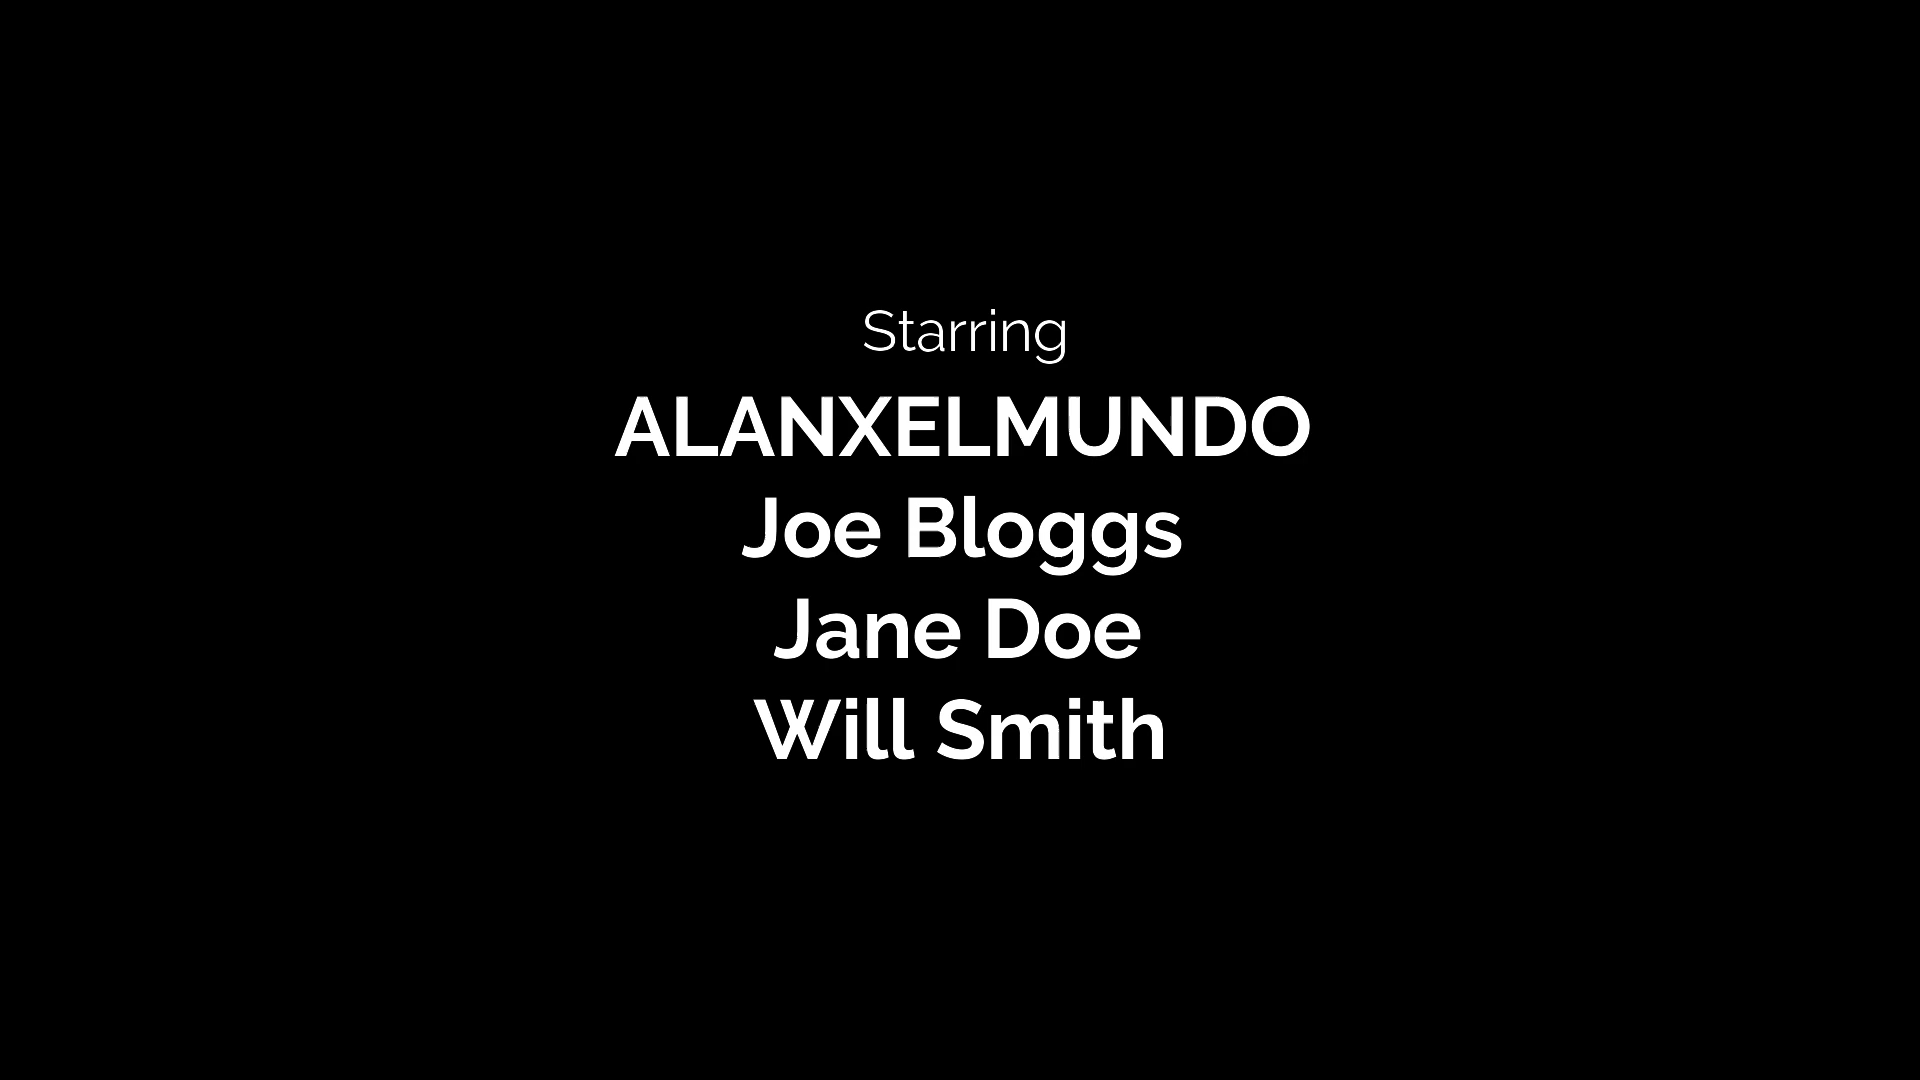 Starring
ALANXELMUNDO
Joe Bloggs
Jane Doe
Will Smith